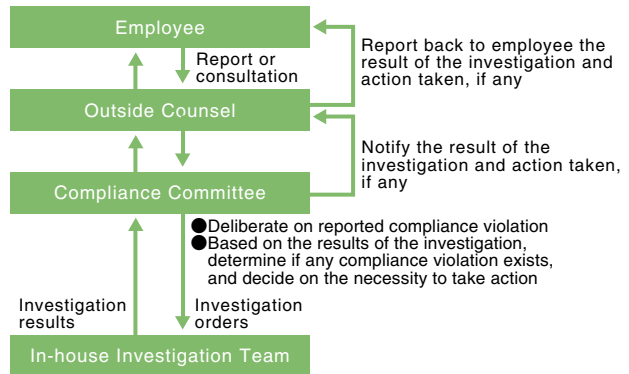 Employee
Report or
consultation
Report back to employee the
result of the investigation and
action taken, if any
Outside Counsel
Notify the result of the
investigation and action taken,
if any
Compliance Committee
●Deliberate on reported compliance violation
●Based on the results of the investigation,
determine if any compliance violation exists,
and decide on the necessity to take action
Investigation
results
Investigation
orders
In-house Investigation Team